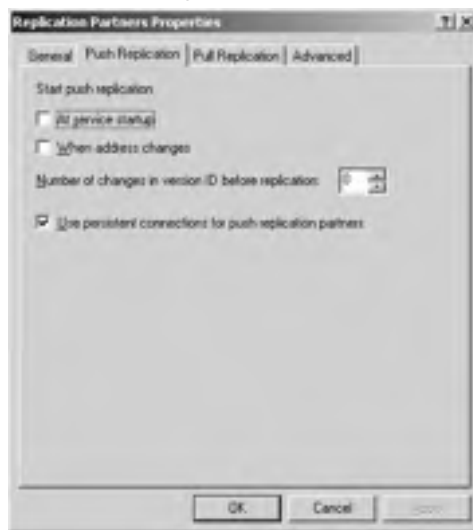 Replication Partners Properties
General Push Replication Pull Replication Advanced
Start push replication
At service startup
When address changes
Number of changes in version ID before replication: 0
Use persistent connections for push replication partners
OK Cancel Apply